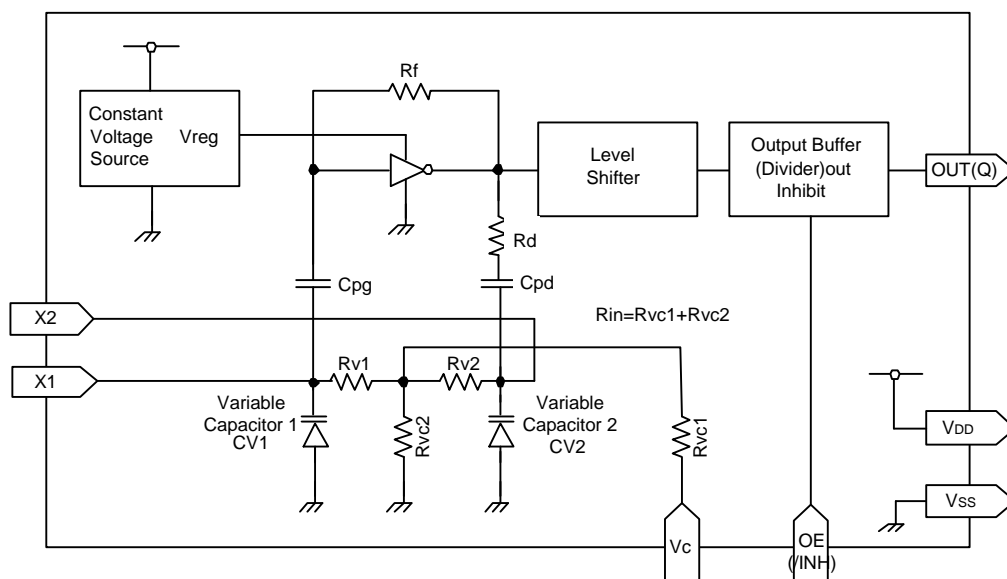 Rf
Constant
Voltage Vreg
Source
Level
Shifter
Output Buffer
(Divider)out
Inhibit
OUT(Q)
Rd
Cpg
Cpd
X2
Rin=Rvc1+Rvc2
X1
Rv1
Rv2
Variable
Capacitor 1
CV1
Rvc2
Variable
Capacitor 2
CV2
Rvc1
VDD
VSS
Vc
OE
(/INH)